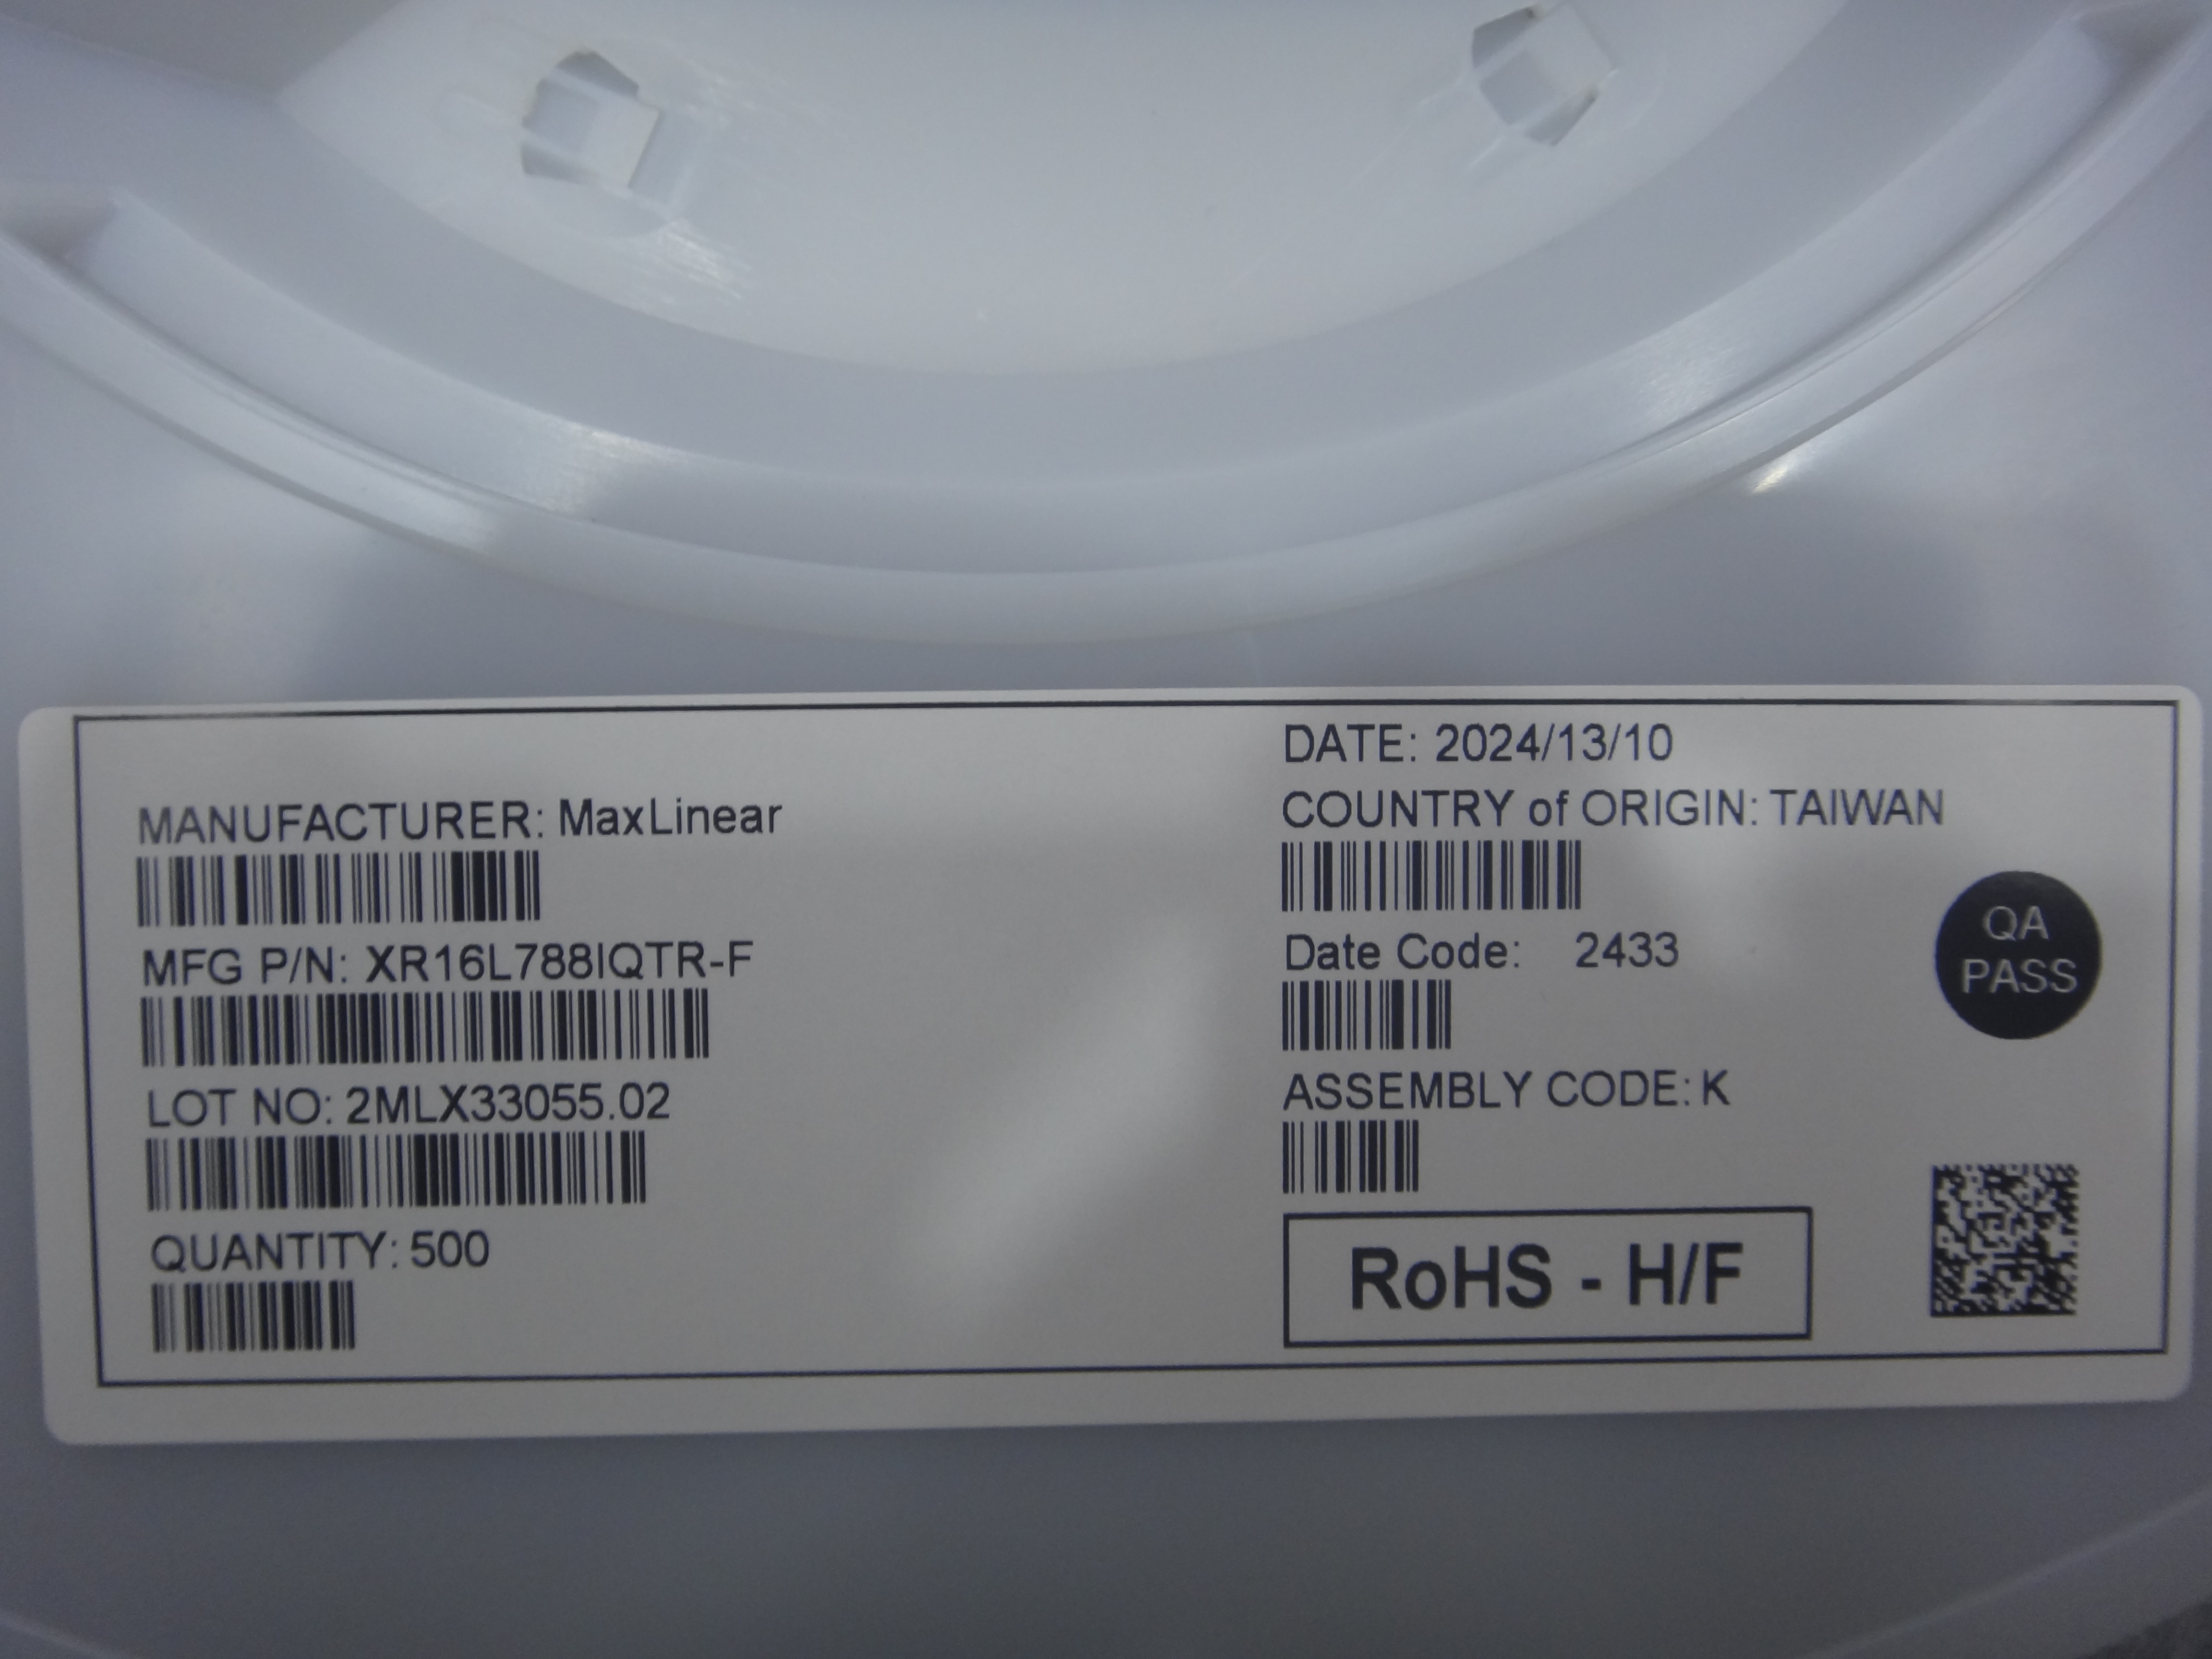 MANUFACTURER: MaxLinear
MFG P/N: XR16L788IQTR-F
LOT NO: 2MLX33055.02
QUANTITY: 500
DATE: 2024/13/10
COUNTRY of ORIGIN: TAIWAN
Date Code: 2433
ASSEMBLY CODE: K
RoHS - H/F
QA
PASS